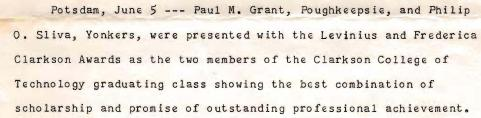 Potsdam, June 5 --- Paul M. Grant, Poughkeepsie, and Philip
O. Sliva, Yonkers, were presented with the Levinius and Frederica
Clarkson Awards as the two members of the Clarkson College of
Technology graduating class showing the best combination of
scholarship and promise of outstanding professional achievement.